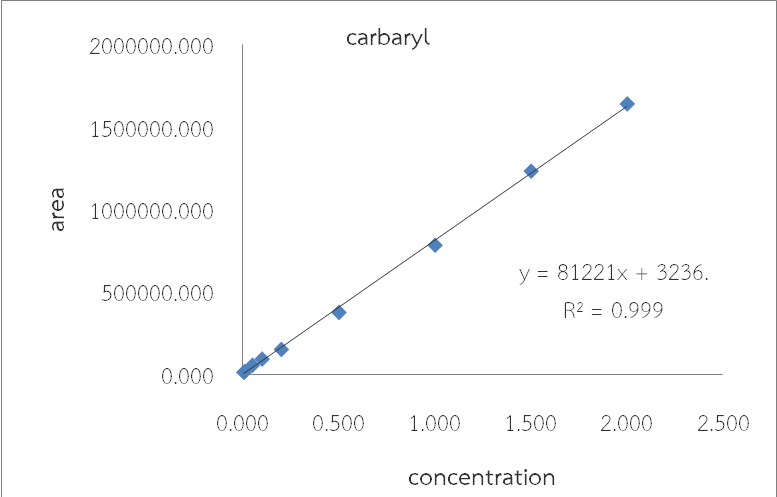 carbaryl
2000000.000
1500000.000
1000000.000
500000.000
0.000
area
y = 81221x + 3236.
R² = 0.999
0.000 0.500 1.000 1.500 2.000 2.500
concentration